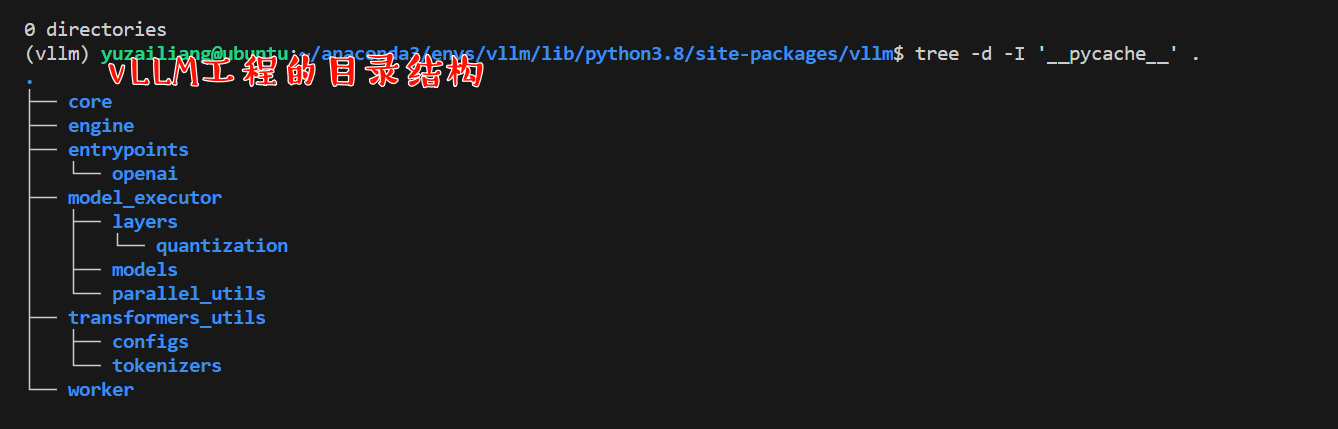 0 directories
(vllm) yuzailiang@ubuntu:~/anaconda3/envs/vllm/lib/python3.8/site-packages/vllm$ tree -d -I '__pycache__' .
vLLM工程的目录结构
.
├── core
├── engine
├── entrypoints
│   └── openai
├── model_executor
│   ├── layers
│   │   └── quantization
│   ├── models
│   └── parallel_utils
├── transformers_utils
│   ├── configs
│   └── tokenizers
└── worker